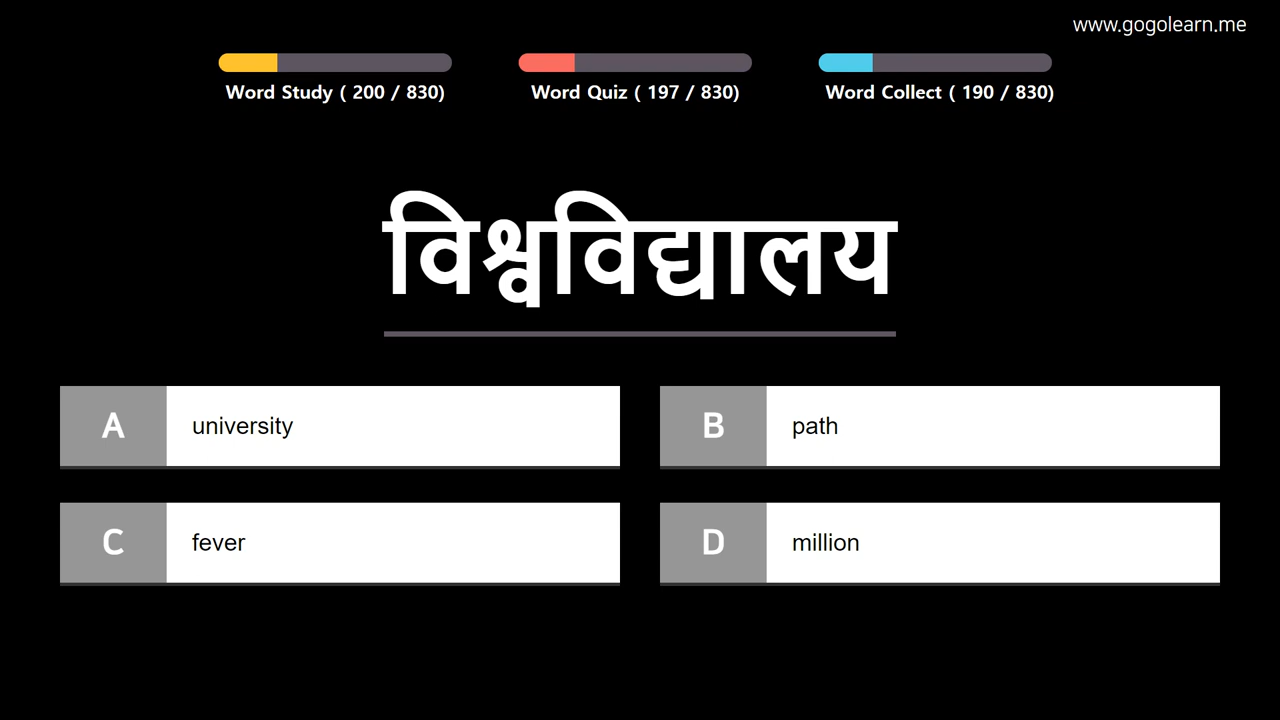 www.gogolearn.me
Word Study ( 200 / 830)
Word Quiz ( 197 / 830)
Word Collect ( 190 / 830)
विश्वविद्यालय
A university
B path
C fever
D million